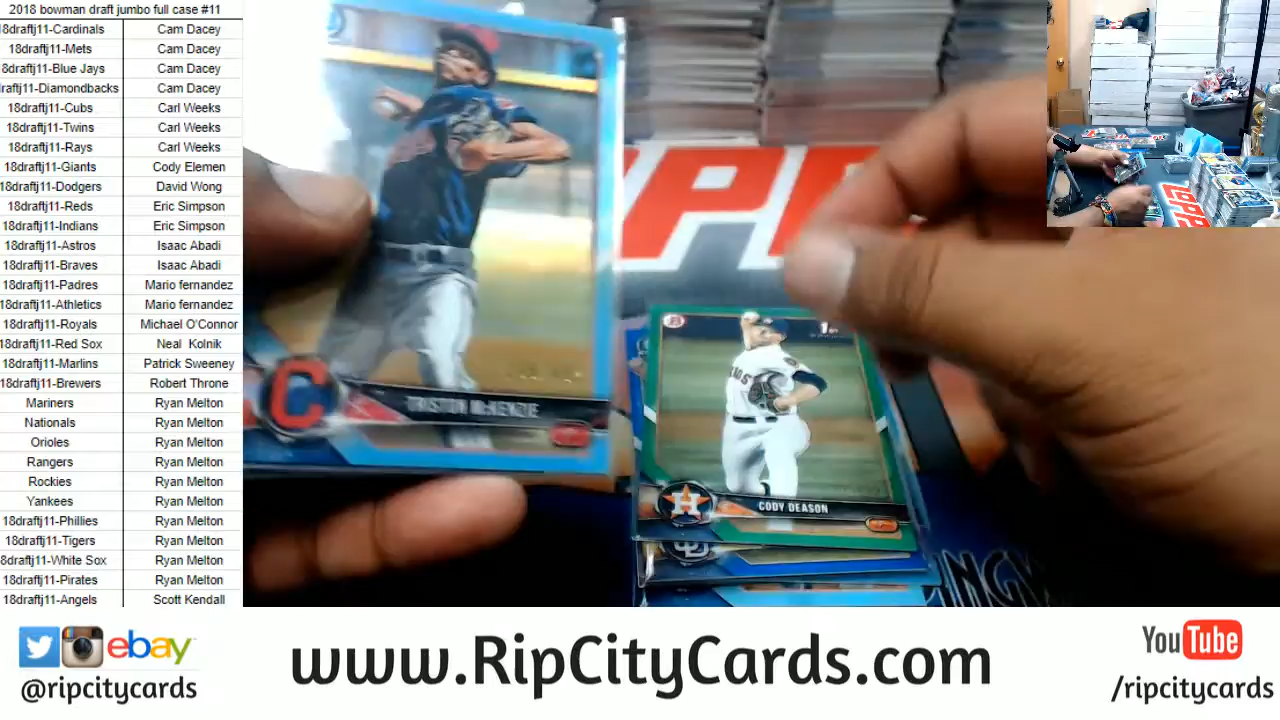 2018 bowman draft jumbo full case #11
18draftj11-Cardinals Cam Dacey
18draftj11-Mets Cam Dacey
8draftj11-Blue Jays Cam Dacey
raftj11-Diamondbacks Cam Dacey
18draftj11-Cubs Carl Weeks
18draftj11-Twins Carl Weeks
18draftj11-Rays Carl Weeks
18draftj11-Giants Cody Elemen
18draftj11-Dodgers David Wong
18draftj11-Reds Eric Simpson
18draftj11-Indians Eric Simpson
18draftj11-Astros Isaac Abadi
18draftj11-Braves Isaac Abadi
18draftj11-Padres Mario fernandez
18draftj11-Athletics Mario fernandez
18draftj11-Royals Michael O'Connor
18draftj11-Red Sox Neal Kolnik
18draftj11-Marlins Patrick Sweeney
18draftj11-Brewers Robert Throne
Mariners Ryan Melton
Nationals Ryan Melton
Orioles Ryan Melton
Rangers Ryan Melton
Rockies Ryan Melton
Yankees Ryan Melton
18draftj11-Phillies Ryan Melton
18draftj11-Tigers Ryan Melton
8draftj11-White Sox Ryan Melton
18draftj11-Pirates Ryan Melton
18draftj11-Angels Scott Kendall
C
TRISTON McKENZIE
H
CODY DEASON
ebay
@ripcitycards
www.RipCityCards.com
YouTube
/ripcitycards